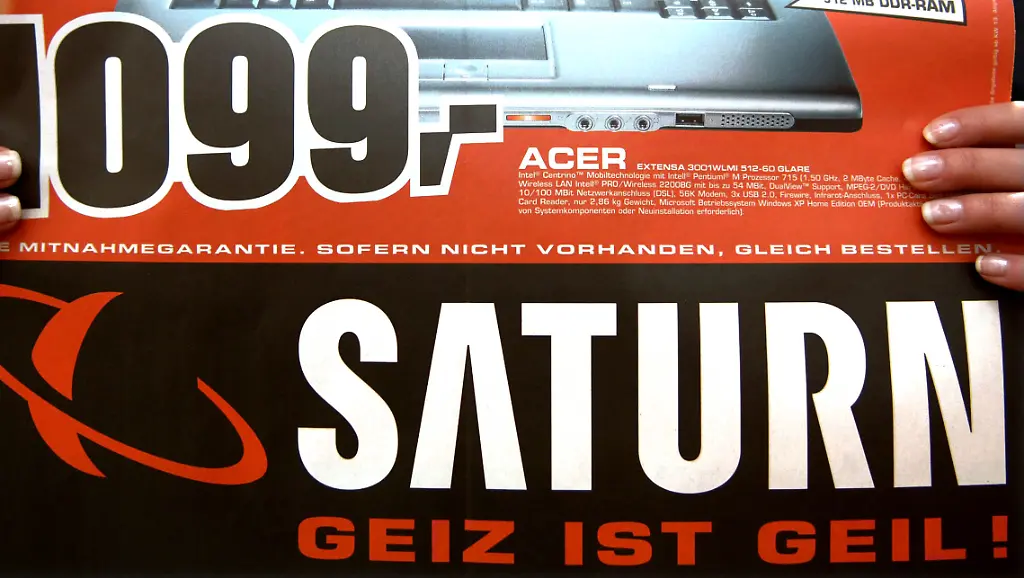 512 MB DDR-RAM
1099,-
ACER EXTENSA 3001WLMI 512-60 GLARE
Intel® Centrino™ Mobiltechnologie mit Intel® Pentium® M Prozessor 715 (1,50 GHz, 2 MByte Cache,
Wireless LAN Intel® PRO/Wireless 2200BG mit bis zu 54 MBit, DualView™ Support, MPEG-2/DVD
10/100 MBit Netzwerkanschluss (DSL), 56K Modem, 3x USB 2.0, Firewire, Infrarot-Anschluss, 1x PC-Card
Card Reader, nur 2,86 kg Gewicht, Microsoft Betriebssystem Windows XP Home Edition OEM (Produktakt
von Systemkomponenten oder Neuinstallation erforderlich).
E MITNAHMEGARANTIE. SOFERN NICHT VORHANDEN, GLEICH BESTELLEN.
SATURN
GEIZ IST GEIL!